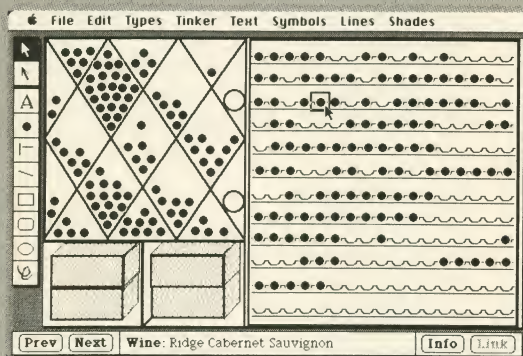 File Edit Types Tinker Text Symbols Lines Shades
A
Prev Next Wine: Ridge Cabernet Sauvignon Info Link